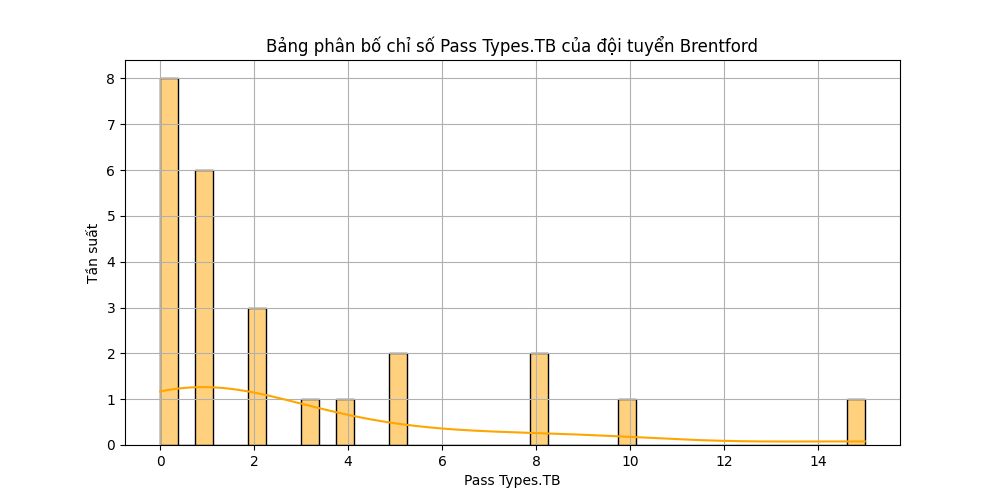 Bảng phân bố chỉ số Pass Types.TB của đội tuyển Brentford
8
7
6
5
4
3
2
1
0
Tần suất
0 2 4 6 8 10 12 14
Pass Types.TB